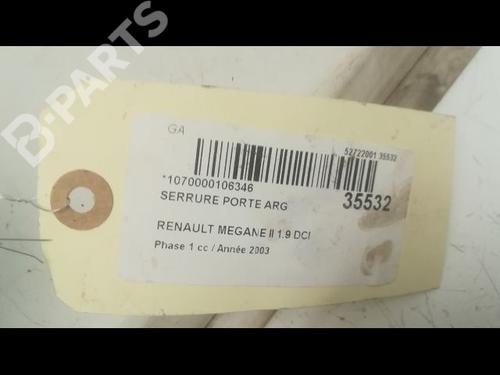 B-PARTS
GA
52722001 35532
*1070000106346
SERRURE PORTE ARG
35532
RENAULT MEGANE II 1.9 DCI
Phase 1 cc / Année 2003